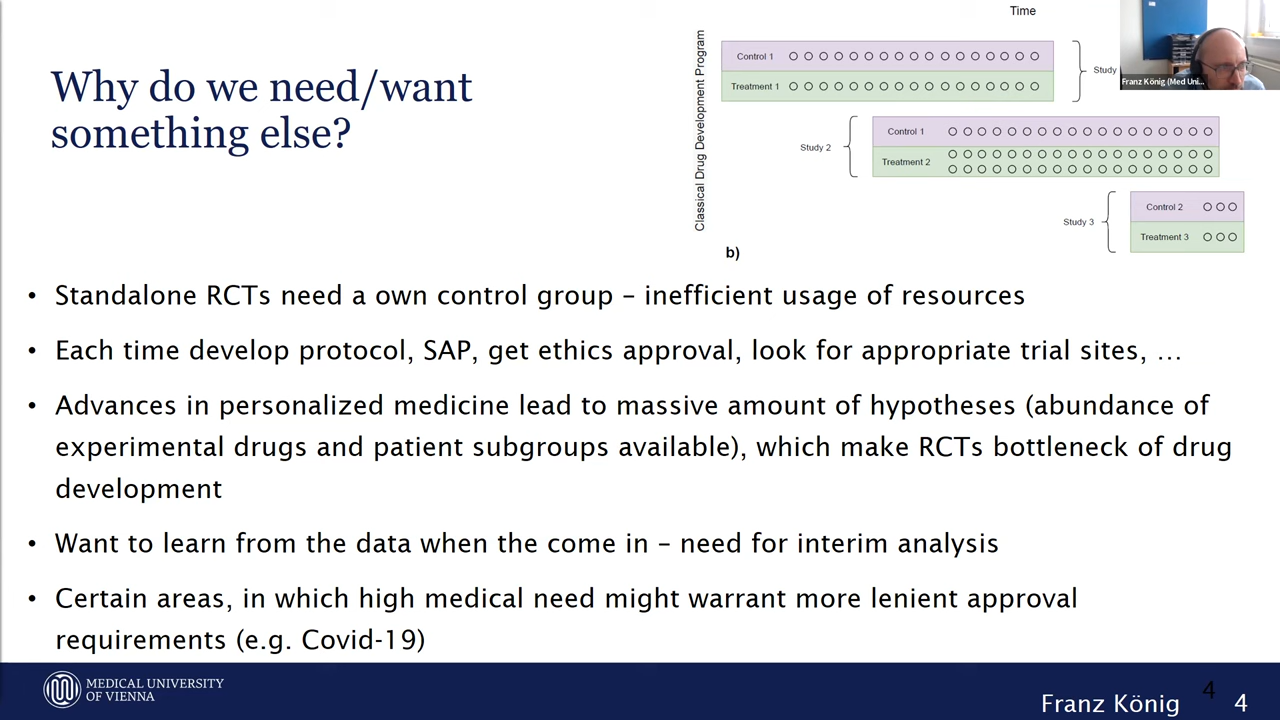 Time
Why do we need/want
something else?
Classical Drug Development Program
Control 1
Treatment 1
Study
Franz König (Med Uni...
Study 2
Control 1
Treatment 2
Study 3
Control 2
Treatment 3
b)
• Standalone RCTs need a own control group – inefficient usage of resources
• Each time develop protocol, SAP, get ethics approval, look for appropriate trial sites, …
• Advances in personalized medicine lead to massive amount of hypotheses (abundance of
experimental drugs and patient subgroups available), which make RCTs bottleneck of drug
development
• Want to learn from the data when the come in – need for interim analysis
• Certain areas, in which high medical need might warrant more lenient approval
requirements (e.g. Covid-19)
MEDICAL UNIVERSITY
OF VIENNA
Franz König
4
4